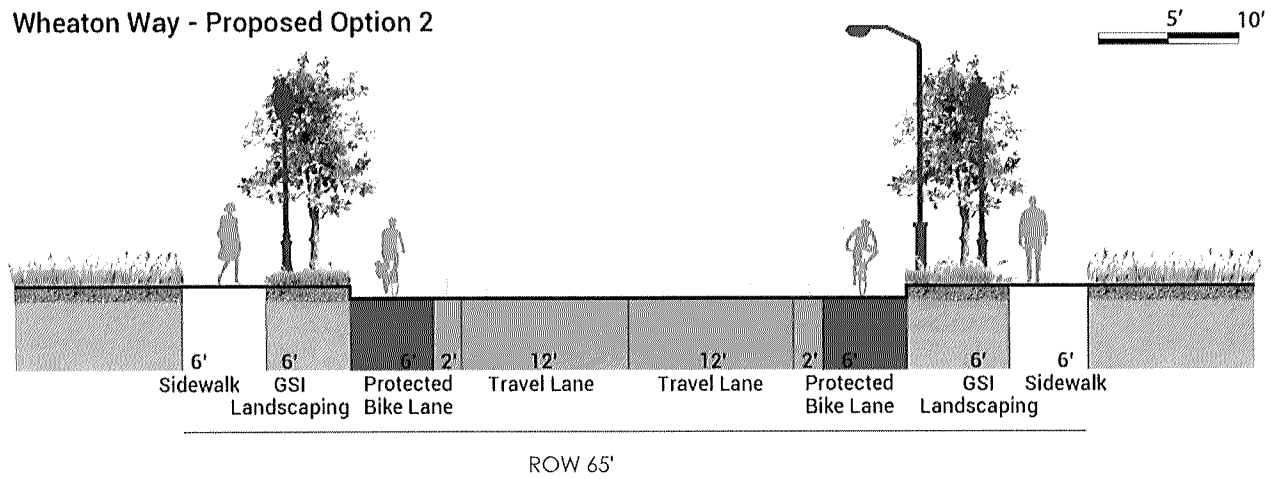 Wheaton Way - Proposed Option 2
5' 10'
6' 6' 6' 2' 12' 12' 2' 6' 6' 6'
Sidewalk GSI Protected Travel Lane Travel Lane Protected GSI Sidewalk
Landscaping Bike Lane Bike Lane Landscaping
ROW 65'